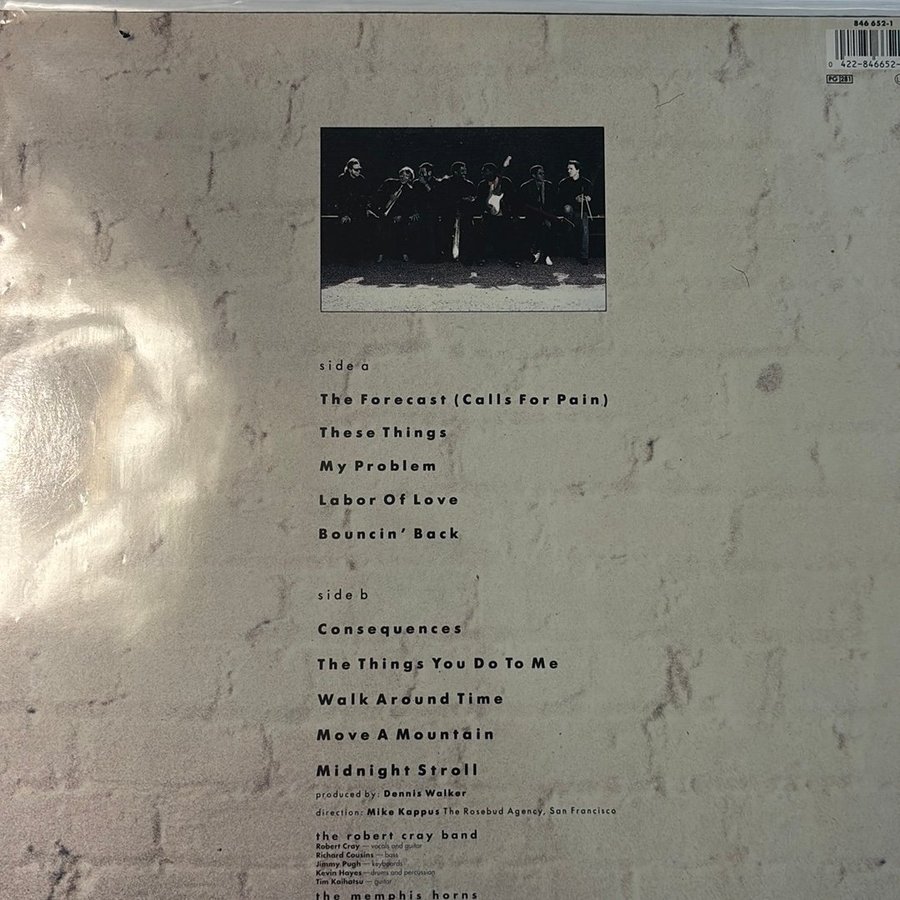 846 652-1
0 422-846652-
PG 281
side a
The Forecast (Calls For Pain)
These Things
My Problem
Labor Of Love
Bouncin' Back
side b
Consequences
The Things You Do To Me
Walk Around Time
Move A Mountain
Midnight Stroll
produced by: Dennis Walker
direction: Mike Kappus The Rosebud Agency, San Francisco
the robert cray band
Robert Cray — vocals and guitar
Richard Cousins — bass
Jimmy Pugh — keyboards
Kevin Hayes — drums and percussion
Tim Kaihatsu — guitar
the memphis horns